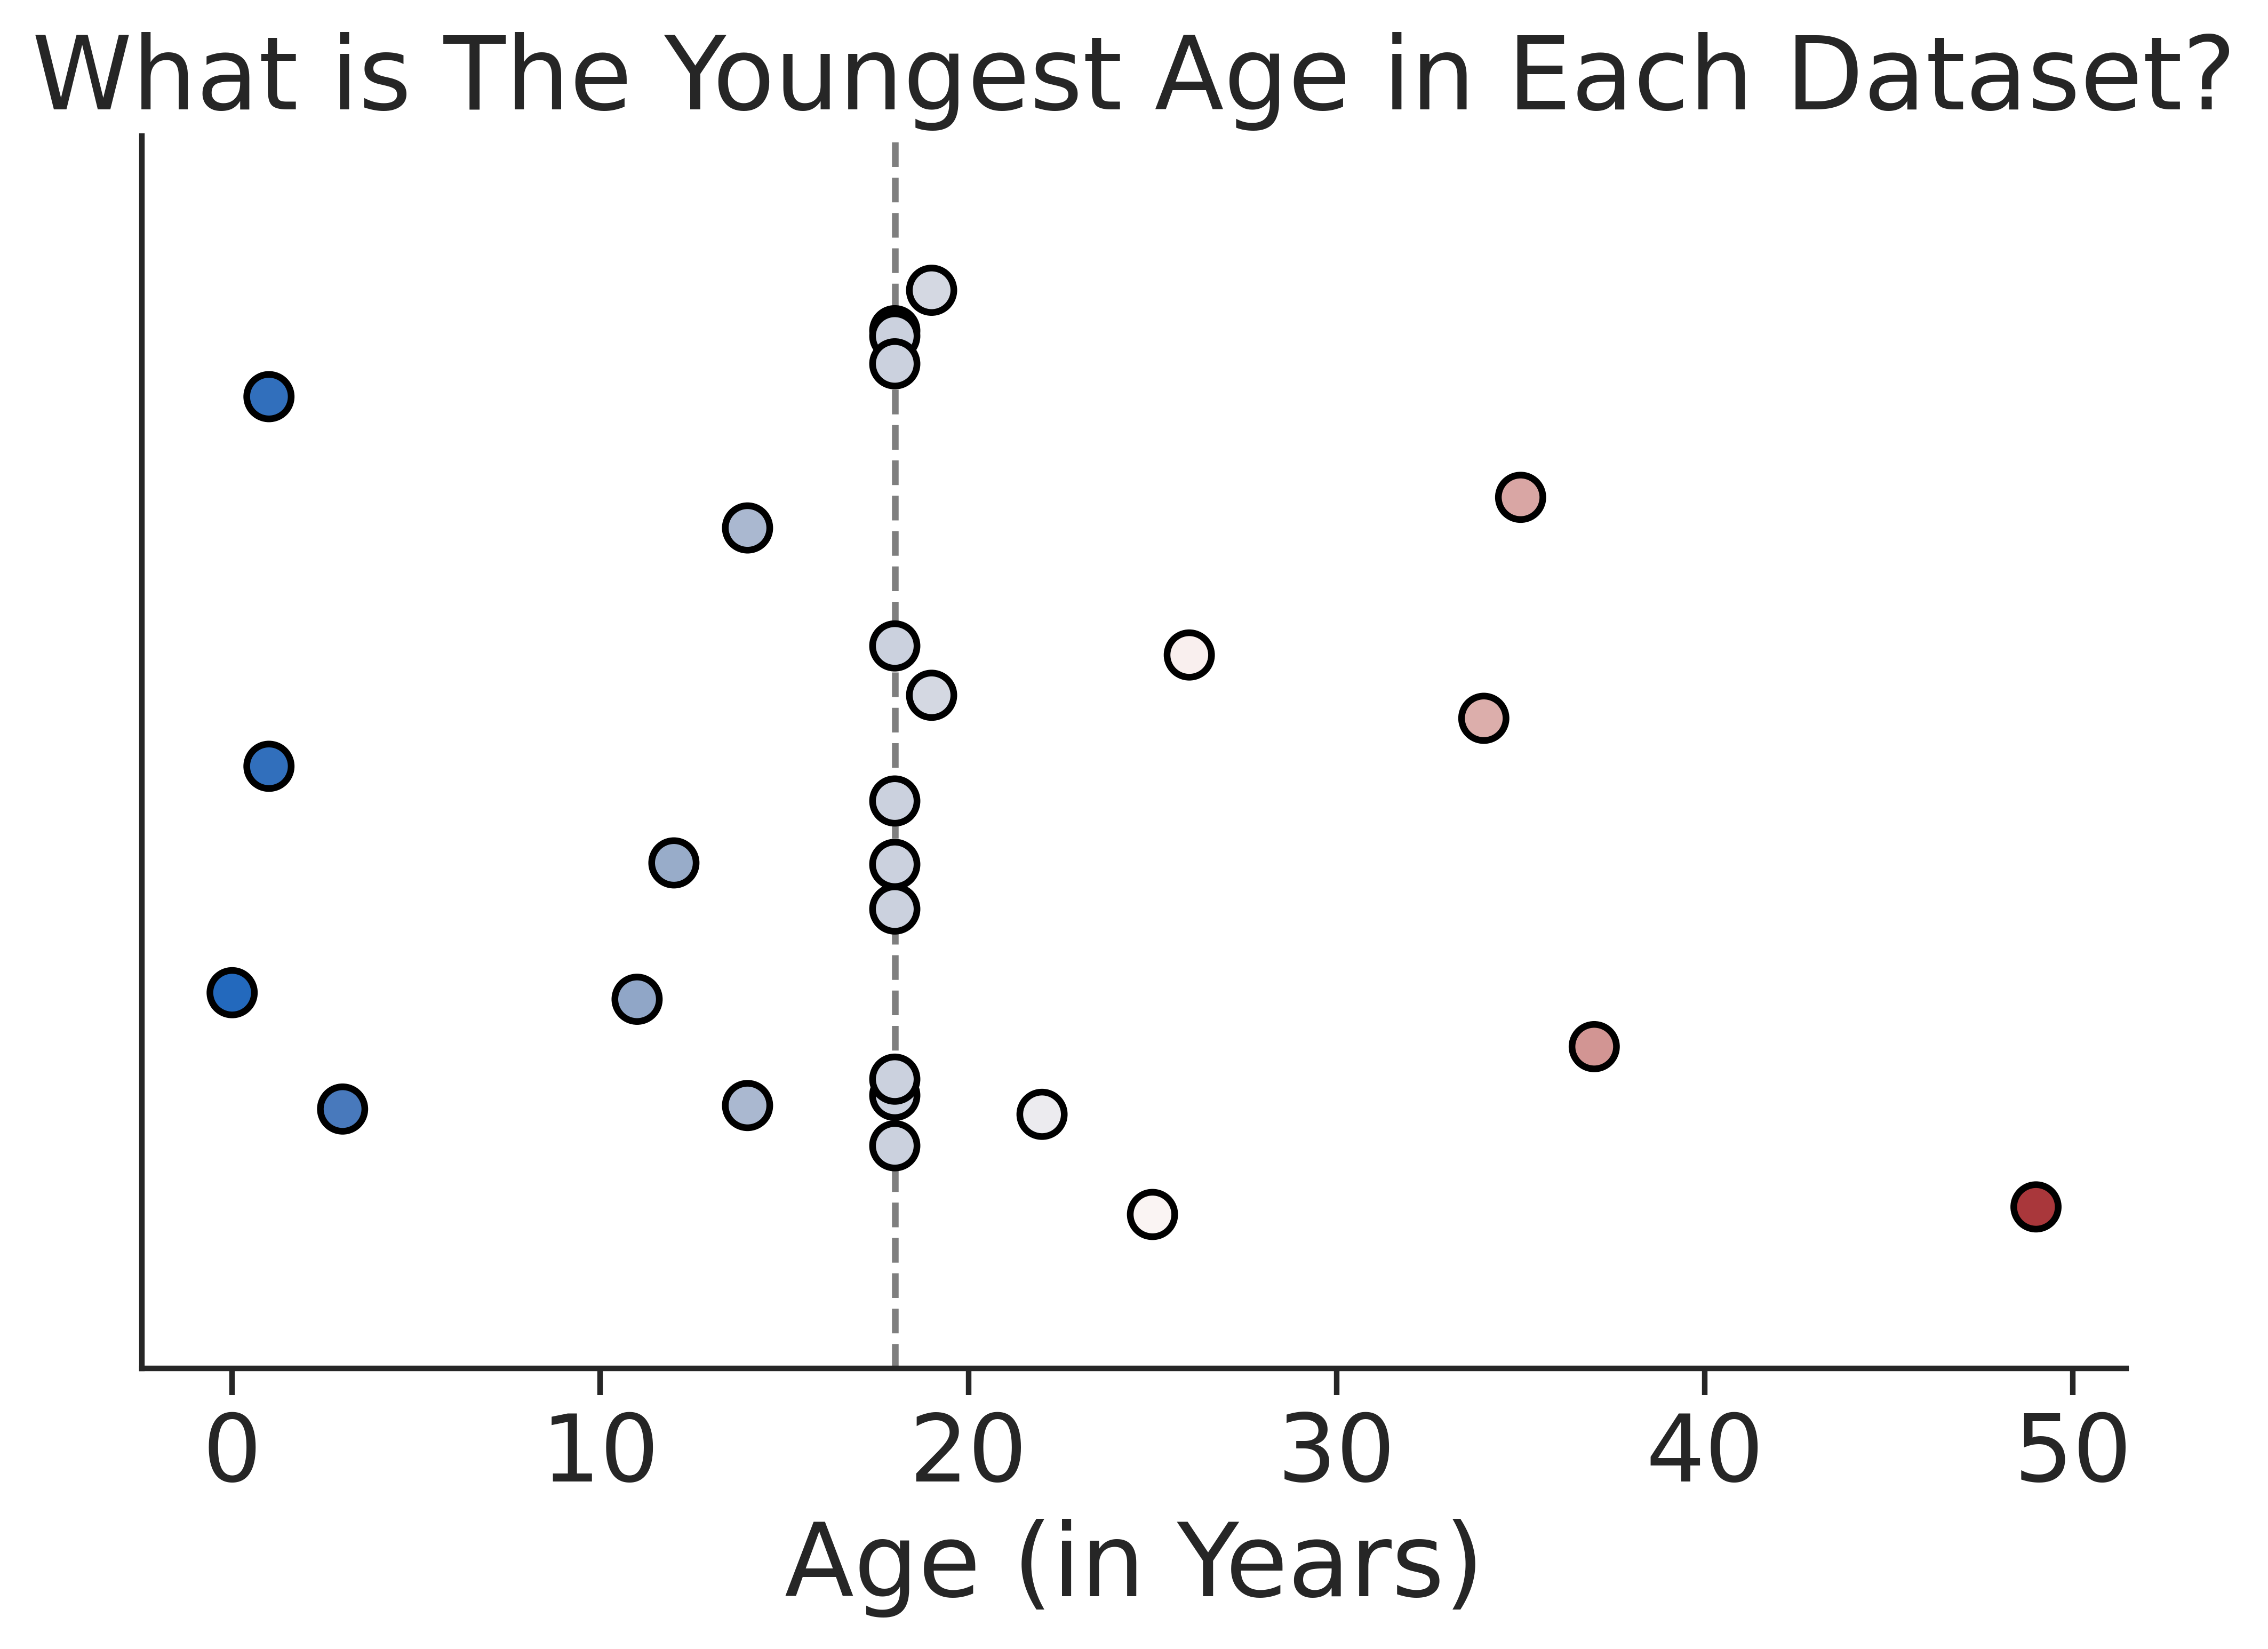 What is The Youngest Age in Each Dataset?
0 10 20 30 40 50
Age (in Years)